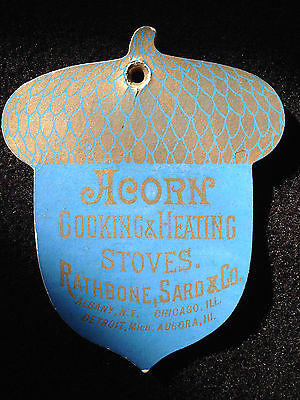 ACORN
COOKING & HEATING
STOVES.
RATHBONE, SARD & CO.
ALBANY, N.Y. CHICAGO, ILL.
DETROIT, MICH. AURORA, ILL.